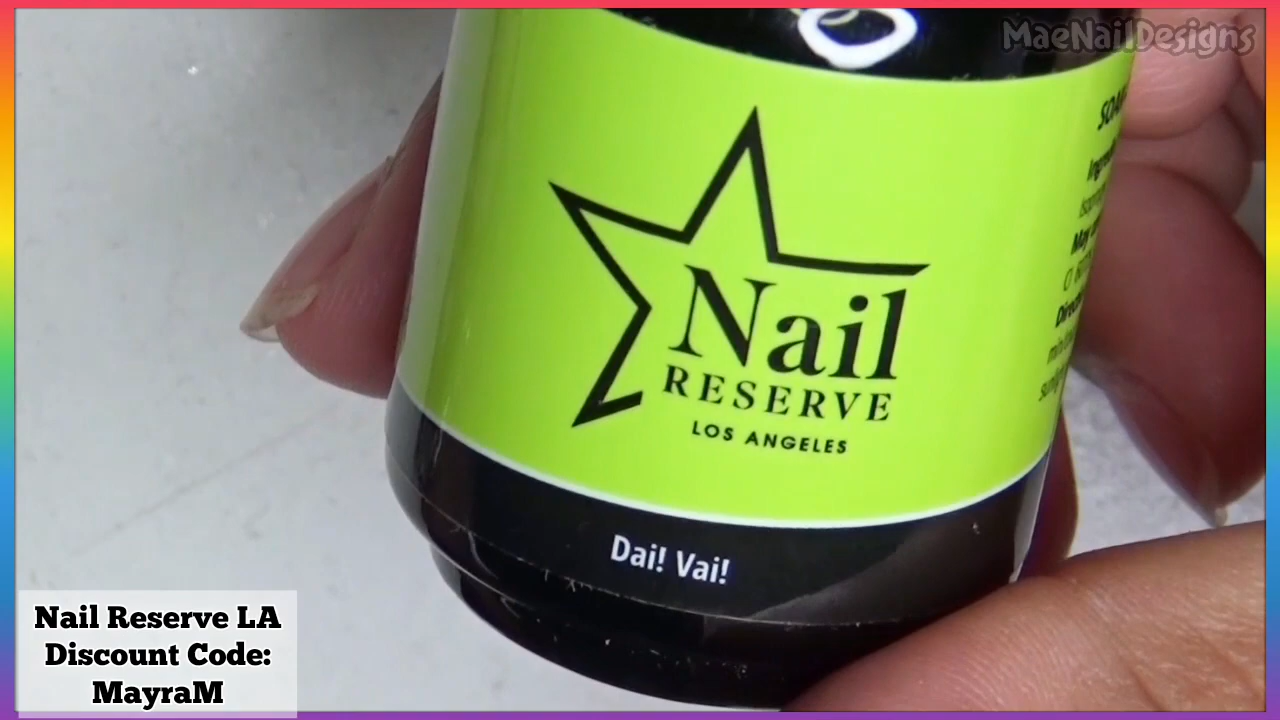 MaeNailDesigns
Nail
RESERVE
LOS ANGELES
Dai! Vai!
Nail Reserve LA
Discount Code:
MayraM